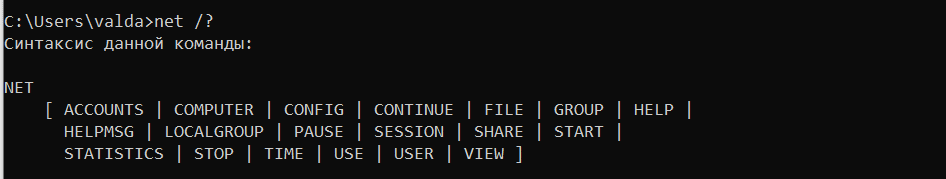 C:\Users\valda>net /?
Синтаксис данной команды:
NET
[ ACCOUNTS | COMPUTER | CONFIG | CONTINUE | FILE | GROUP | HELP |
HELPMSG | LOCALGROUP | PAUSE | SESSION | SHARE | START |
STATISTICS | STOP | TIME | USE | USER | VIEW ]